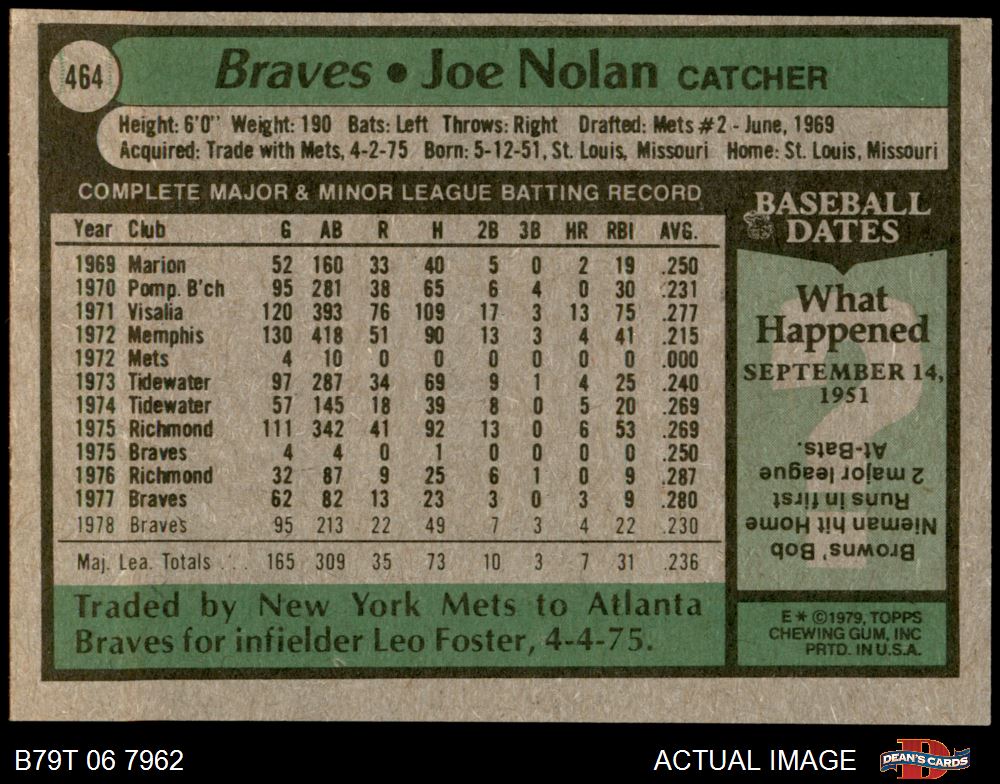 464
Braves • Joe Nolan CATCHER
Height: 6'0" Weight: 190 Bats: Left Throws: Right Drafted: Mets #2 - June, 1969
Acquired: Trade with Mets, 4-2-75 Born: 5-12-51, St. Louis, Missouri Home: St. Louis, Missouri
COMPLETE MAJOR & MINOR LEAGUE BATTING RECORD
Year Club G AB R H 2B 3B HR RBI AVG.
1969 Marion 52 160 33 40 5 0 2 19 .250
1970 Pomp. B'ch 95 281 38 65 6 4 0 30 .231
1971 Visalia 120 393 76 109 17 3 13 75 .277
1972 Memphis 130 418 51 90 13 3 4 41 .215
1972 Mets 4 10 0 0 0 0 0 0 .000
1973 Tidewater 97 287 34 69 9 1 4 25 .240
1974 Tidewater 57 145 18 39 8 0 5 20 .269
1975 Richmond 111 342 41 92 13 0 6 53 .269
1975 Braves 4 4 0 1 0 0 0 0 .250
1976 Richmond 32 87 9 25 6 1 0 9 .287
1977 Braves 62 82 13 23 3 0 3 9 .280
1978 Braves 95 213 22 49 7 3 4 22 .230
Maj. Lea. Totals . . . 165 309 35 73 10 3 7 31 .236
Traded by New York Mets to Atlanta
Braves for infielder Leo Foster, 4-4-75.
BASEBALL
DATES
What
Happened
SEPTEMBER 14,
1951
?
Browns' Bob
Nieman hit Home
Runs in first
2 major league
At-Bats.
E * ©1979, TOPPS
CHEWING GUM, INC
PRTD. IN U.S.A.
B79T 06 7962
ACTUAL IMAGE
D
DEAN'S CARDS